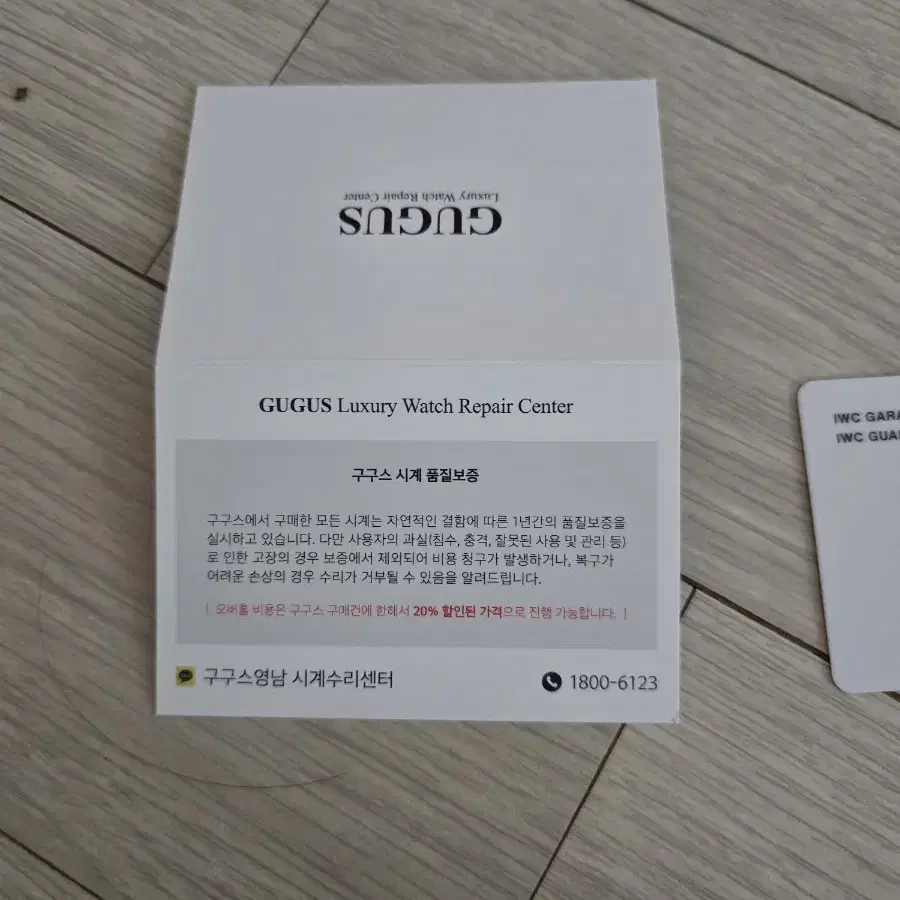 GUGUS
Luxury Watch Repair Center
GUGUS Luxury Watch Repair Center
구구스 시계 품질보증
구구스에서 구매한 모든 시계는 자연적인 결함에 따른 1년간의 품질보증을
실시하고 있습니다. 다만 사용자의 과실(침수, 충격, 잘못된 사용 및 관리 등)
로 인한 고장의 경우 보증에서 제외되어 비용 청구가 발생하거나, 복구가
어려운 손상의 경우 수리가 거부될 수 있음을 알려드립니다.
[ 오버홀 비용은 구구스 구매건에 한해서 20% 할인된 가격으로 진행 가능합니다. ]
구구스영남 시계수리센터
1800-6123
IWC GARA
IWC GUA